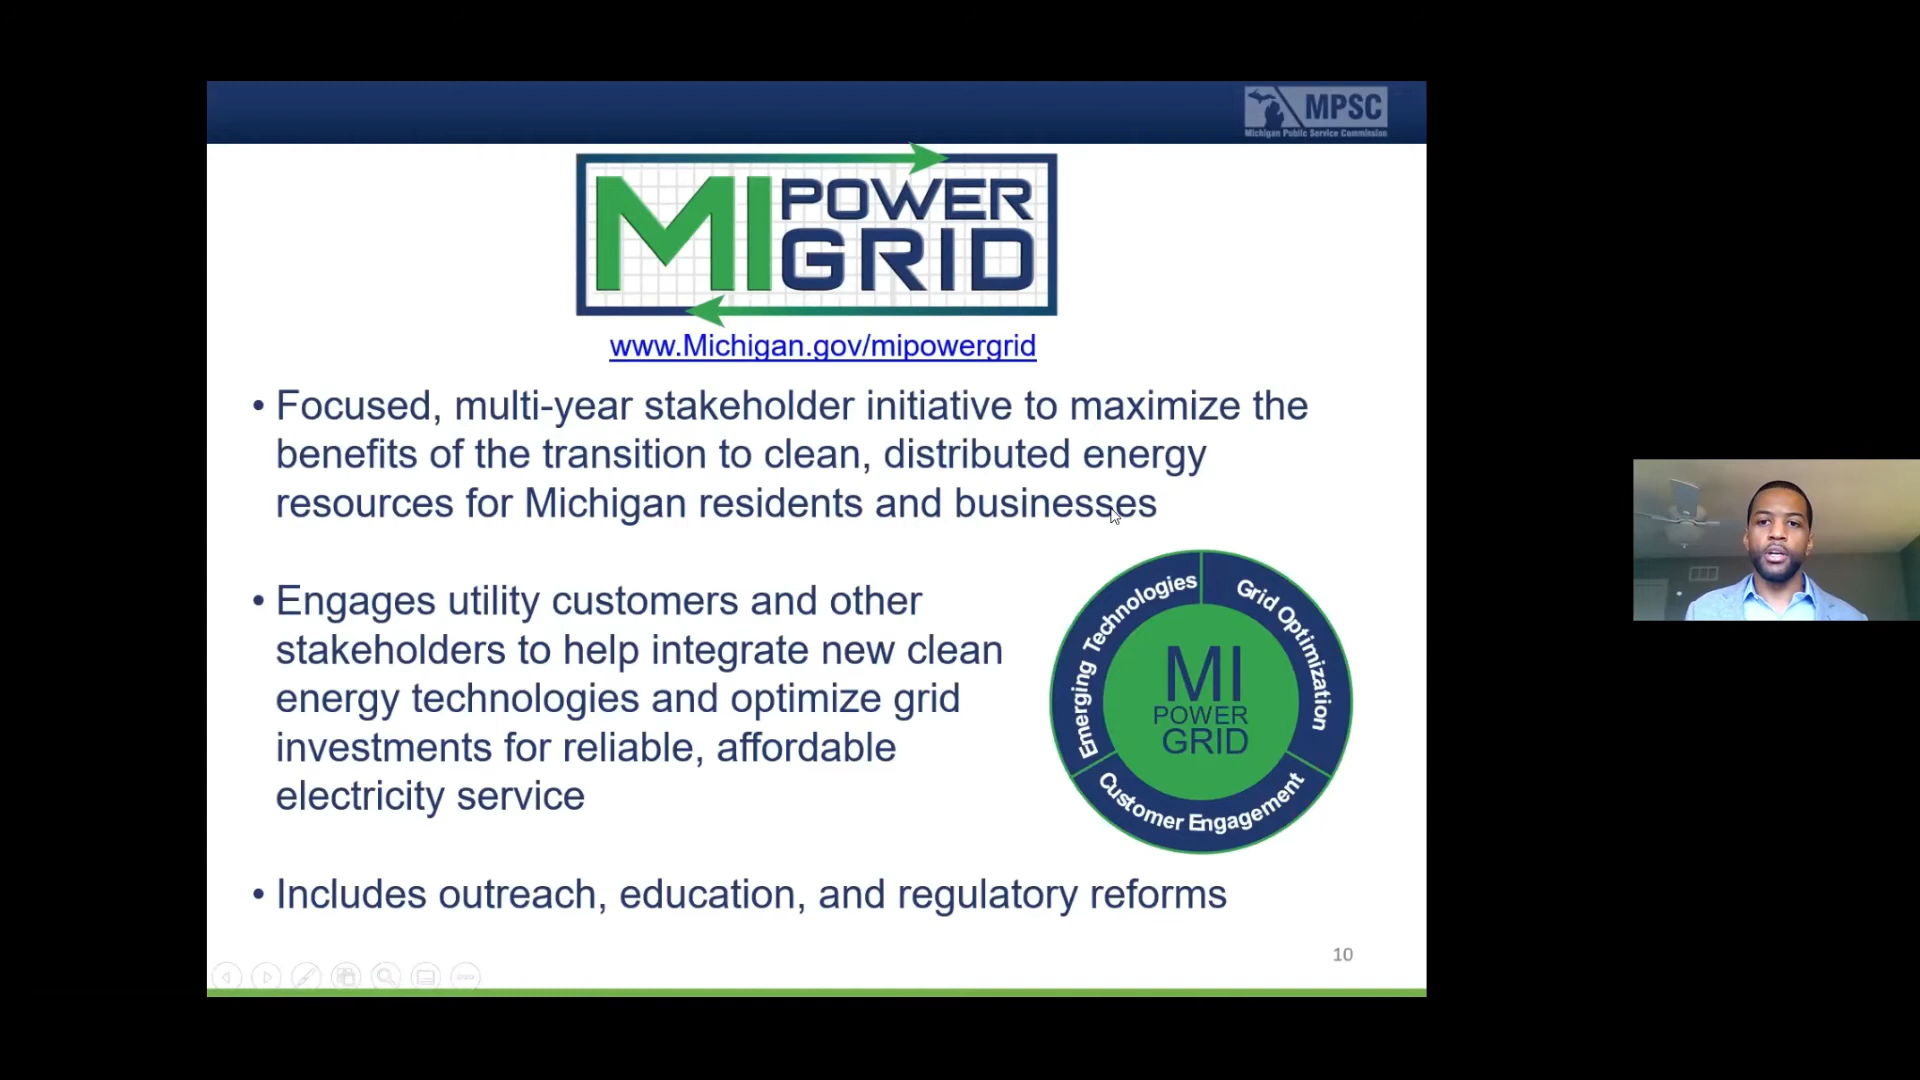 MPSC
Michigan Public Service Commission
MI POWER
GRID
www.Michigan.gov/mipowergrid
• Focused, multi-year stakeholder initiative to maximize the
benefits of the transition to clean, distributed energy
resources for Michigan residents and businesses
• Engages utility customers and other
stakeholders to help integrate new clean
energy technologies and optimize grid
investments for reliable, affordable
electricity service
Emerging Technologies
Grid Optimization
Customer Engagement
MI
POWER
GRID
• Includes outreach, education, and regulatory reforms
10